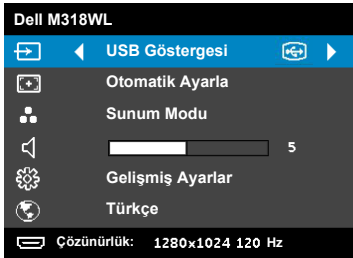 Dell M318WL
USB Göstergesi
Otomatik Ayarla
Sunum Modu
5
Gelişmiş Ayarlar
Türkçe
Çözünürlük: 1280x1024 120 Hz